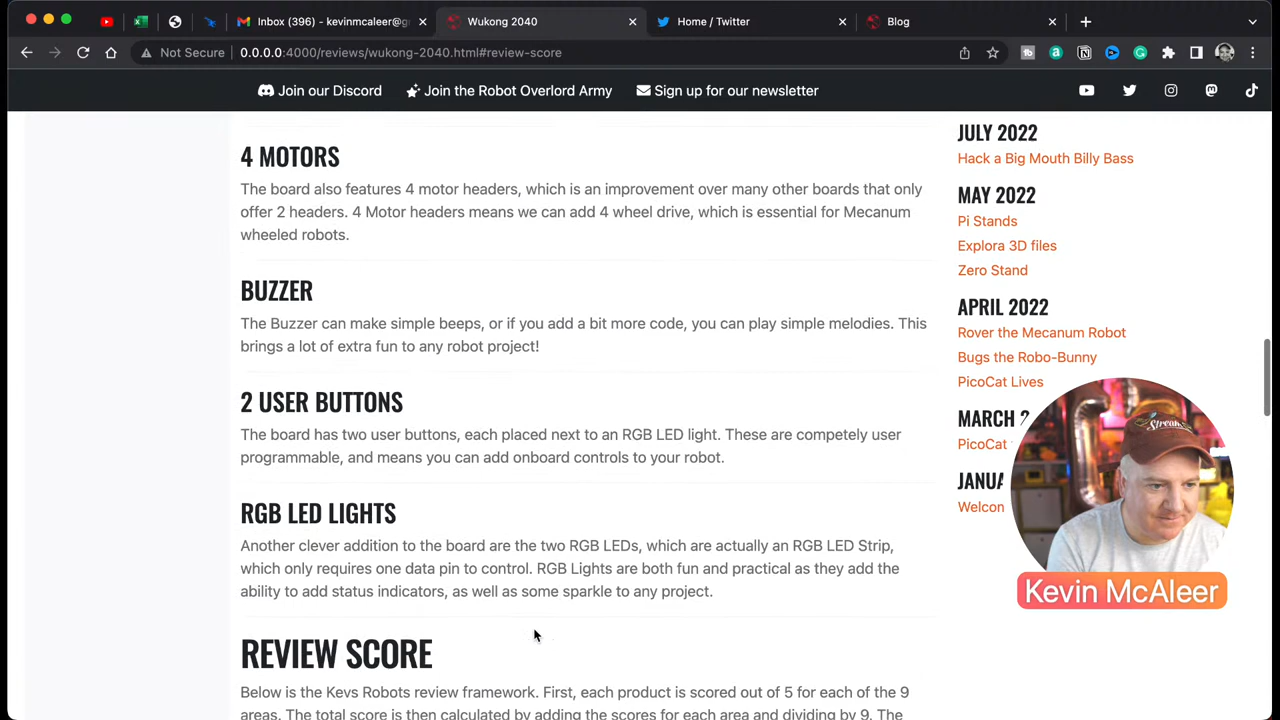 Inbox (396) - kevinmcaleer@g
Wukong 2040
Home / Twitter
Blog
Not Secure
0.0.0.0:4000/reviews/wukong-2040.html#review-score
Join our Discord
Join the Robot Overlord Army
Sign up for our newsletter
4 MOTORS
The board also features 4 motor headers, which is an improvement over many other boards that only
offer 2 headers. 4 Motor headers means we can add 4 wheel drive, which is essential for Mecanum
wheeled robots.
BUZZER
The Buzzer can make simple beeps, or if you add a bit more code, you can play simple melodies. This
brings a lot of extra fun to any robot project!
2 USER BUTTONS
The board has two user buttons, each placed next to an RGB LED light. These are competely user
programmable, and means you can add onboard controls to your robot.
RGB LED LIGHTS
Another clever addition to the board are the two RGB LEDs, which are actually an RGB LED Strip,
which only requires one data pin to control. RGB Lights are both fun and practical as they add the
ability to add status indicators, as well as some sparkle to any project.
REVIEW SCORE
Below is the Kevs Robots review framework. First, each product is scored out of 5 for each of the 9
areas. The total score is then calculated by adding the scores for each area and dividing by 9. The
JULY 2022
Hack a Big Mouth Billy Bass
MAY 2022
Pi Stands
Explora 3D files
Zero Stand
APRIL 2022
Rover the Mecanum Robot
Bugs the Robo-Bunny
PicoCat Lives
MARCH 2
PicoCat
JANUA
Welcon
Kevin McAleer